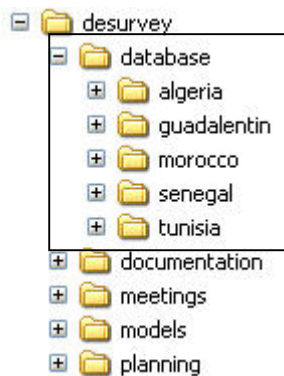 desurvey
database
algeria
guadalentin
morocco
senegal
tunisia
documentation
meetings
models
planning